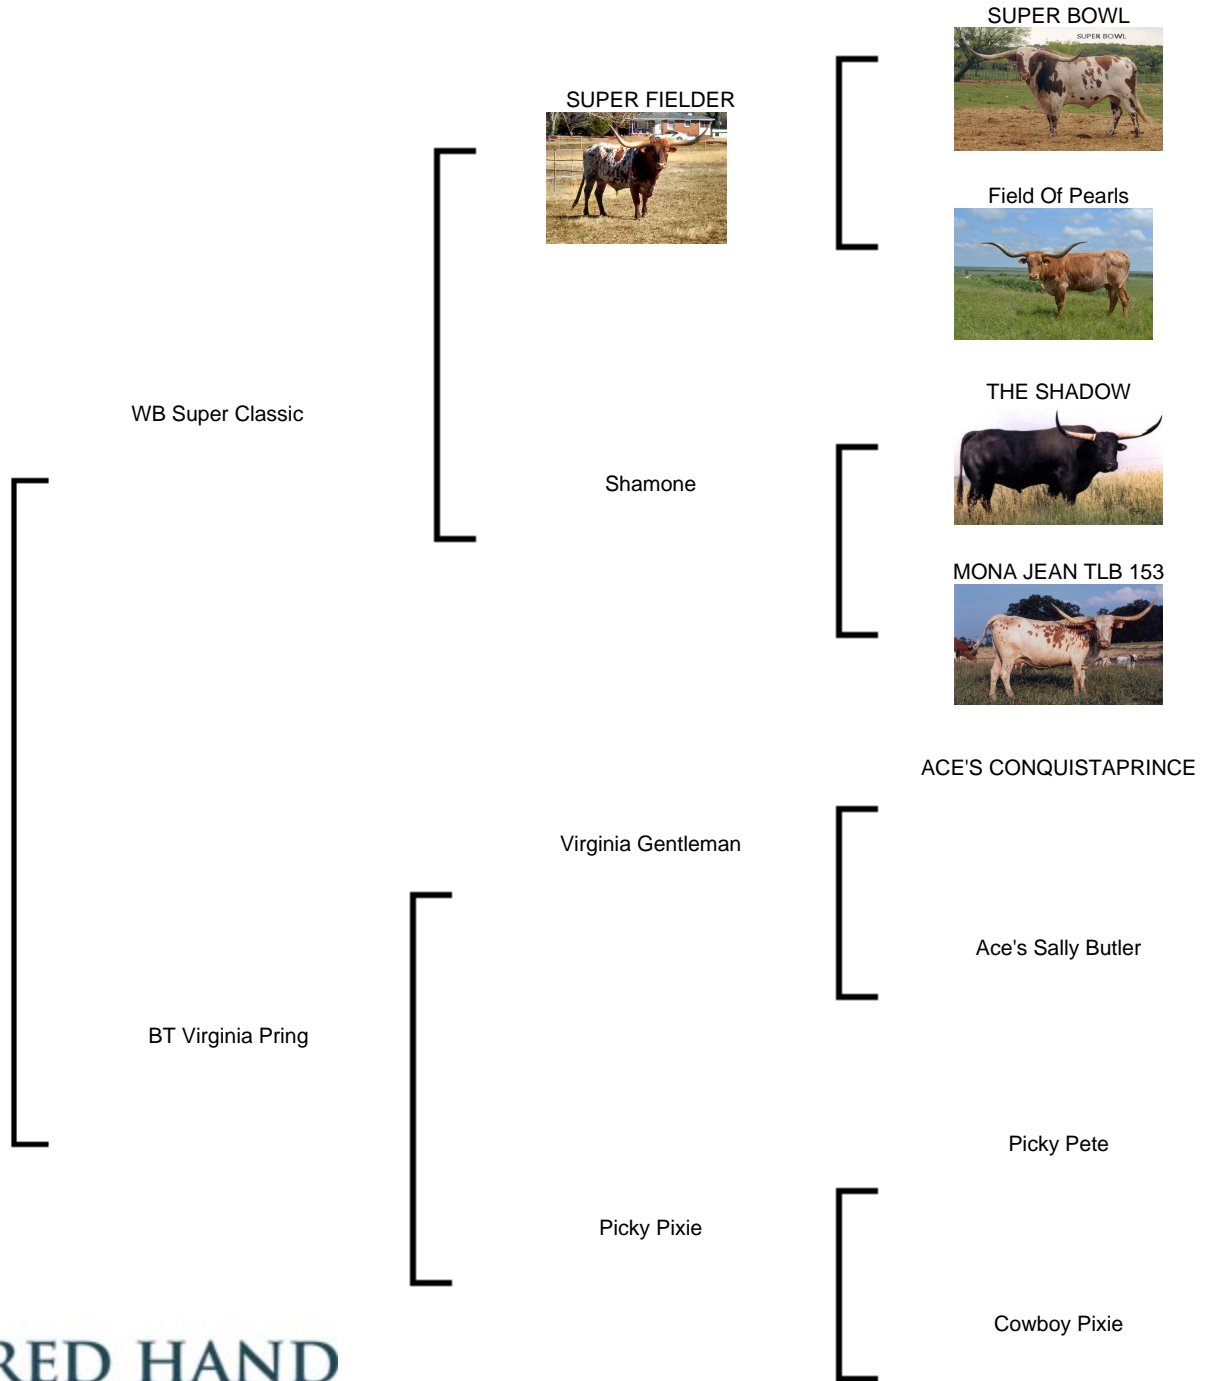 SUPER BOWL
SUPER BOWL
SUPER FIELDER
Field Of Pearls
WB Super Classic
THE SHADOW
Shamone
MONA JEAN TLB 153
ACE'S CONQUISTAPRINCE
Virginia Gentleman
Ace's Sally Butler
BT Virginia Pring
Picky Pete
Picky Pixie
Cowboy Pixie
RED HAND